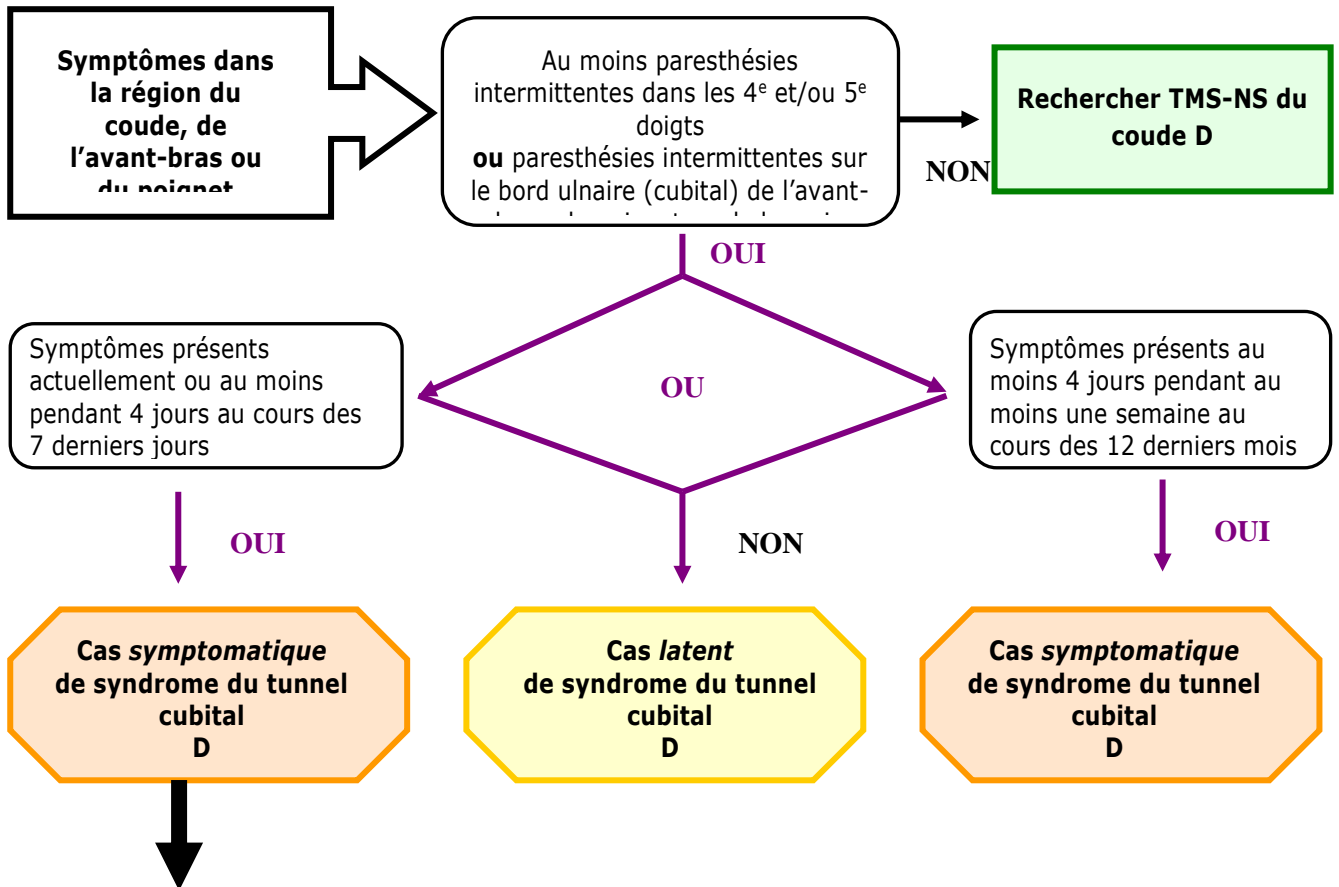 Symptômes dans
la région du
coude, de
l’avant-bras ou
du poignet
Au moins paresthésies
intermittentes dans les 4e et/ou 5e
doigts
ou paresthésies intermittentes sur
le bord ulnaire (cubital) de l’avant-
NON
Rechercher TMS-NS du
coude D
OUI
Symptômes présents
actuellement ou au moins
pendant 4 jours au cours des
7 derniers jours
OU
Symptômes présents au
moins 4 jours pendant au
moins une semaine au
cours des 12 derniers mois
OUI
NON
OUI
Cas symptomatique
de syndrome du tunnel
cubital
D
Cas latent
de syndrome du tunnel
cubital
D
Cas symptomatique
de syndrome du tunnel
cubital
D